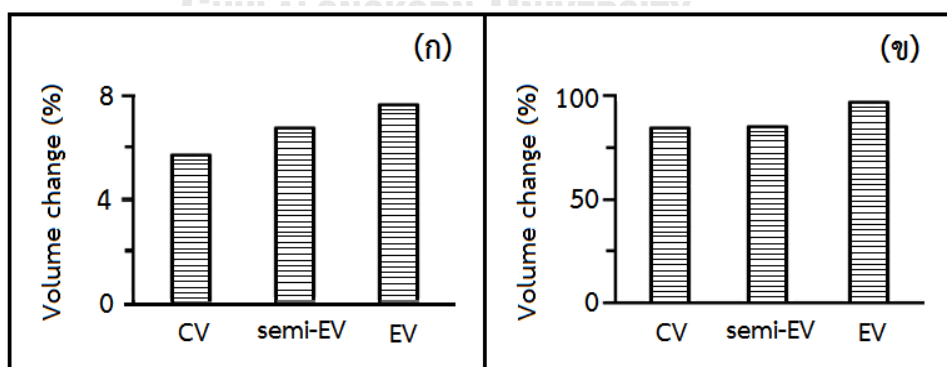 (ก)
Volume change (%)
8
4
0
CV
semi-EV
EV
(ข)
Volume change (%)
100
50
0
CV
semi-EV
EV